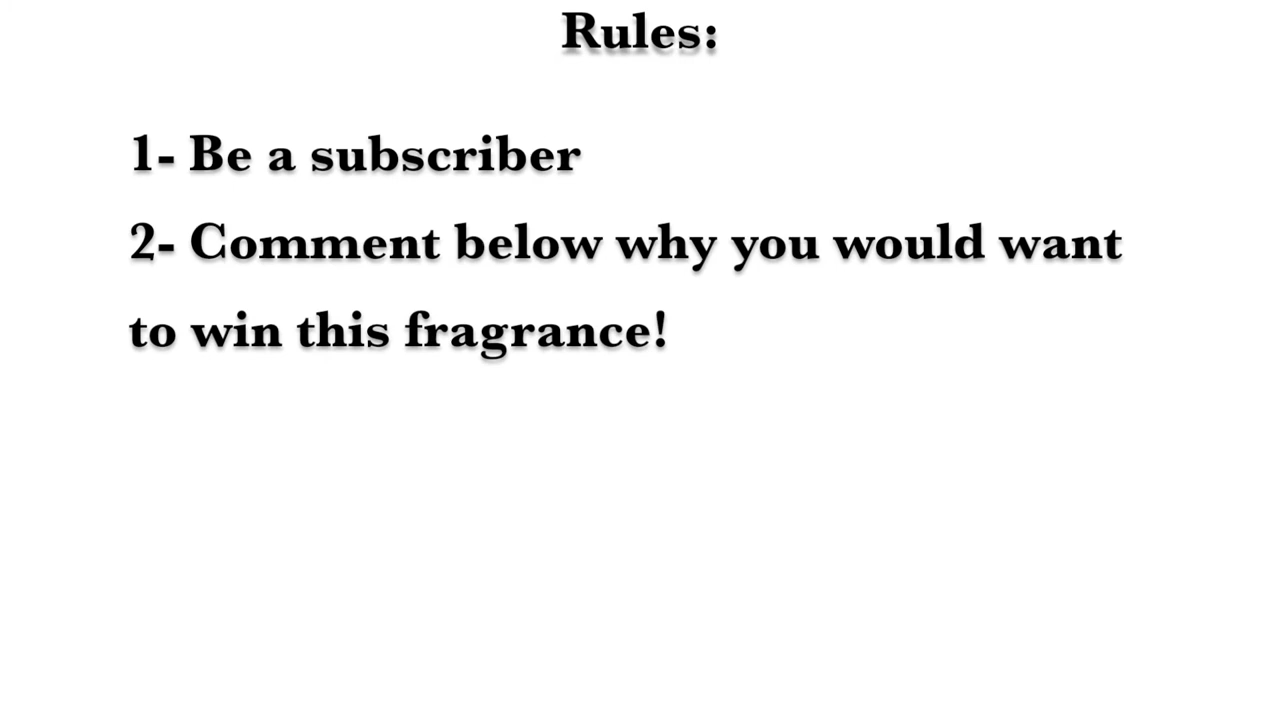 Rules:
1- Be a subscriber
2- Comment below why you would want
to win this fragrance!